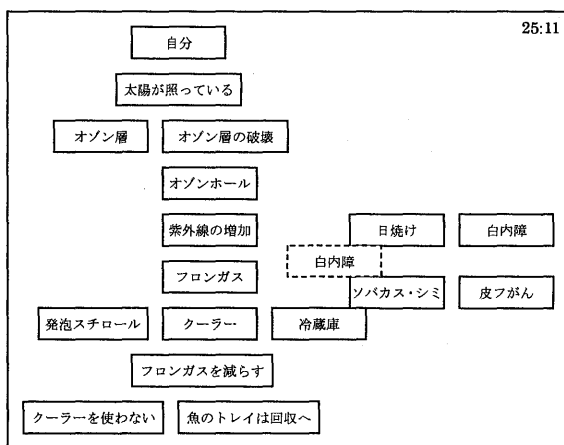 25:11
自分
太陽が照っている
オゾン層 オゾン層の破壊
オゾンホール
紫外線の増加 日焼け 白内障
白内障
フロンガス ソバカス・シミ 皮フがん
発泡スチロール クーラー 冷蔵庫
フロンガスを減らす
クーラーを使わない 魚のトレイは回収へ